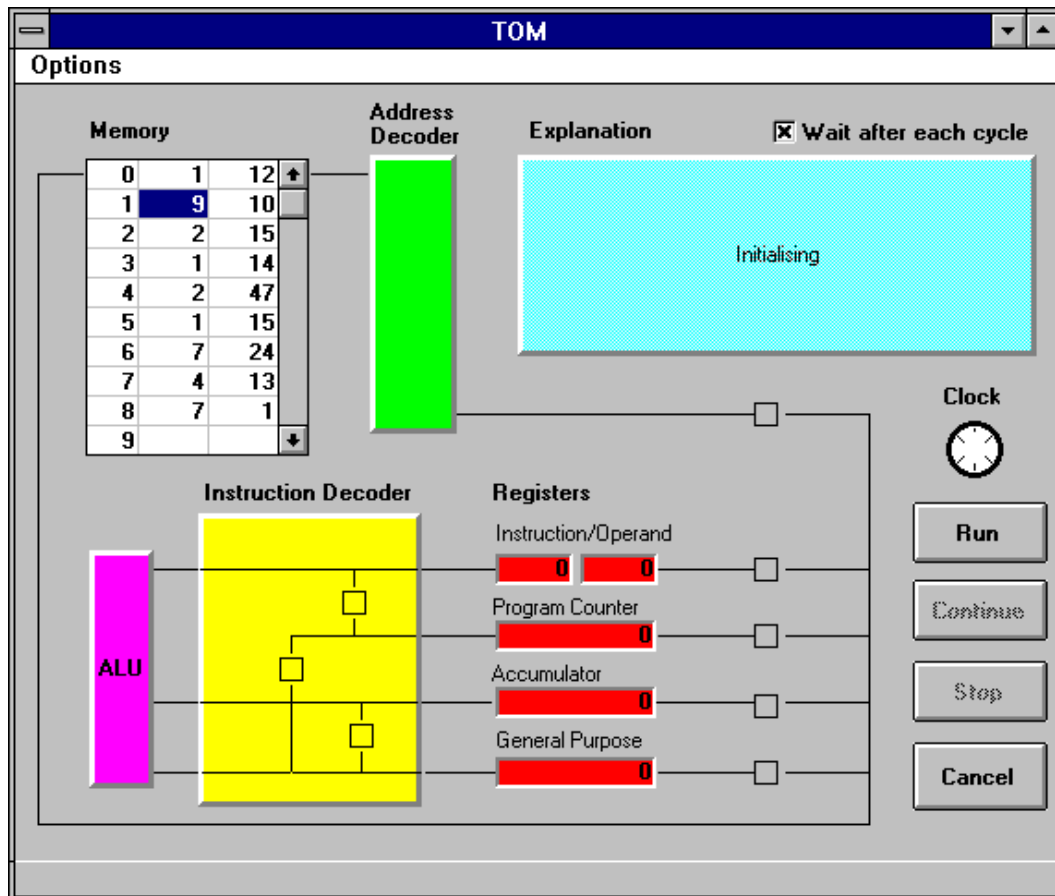 TOM
Options
Memory
Address
Decoder
Explanation
Wait after each cycle
0 1 12
1 9 10
2 2 15
3 1 14
4 2 47
5 1 15
6 7 24
7 4 13
8 7 1
9
Initialising
Clock
Instruction Decoder
Registers
Instruction/Operand
0 0
Program Counter
0
Accumulator
0
General Purpose
0
ALU
Run
Continue
Stop
Cancel